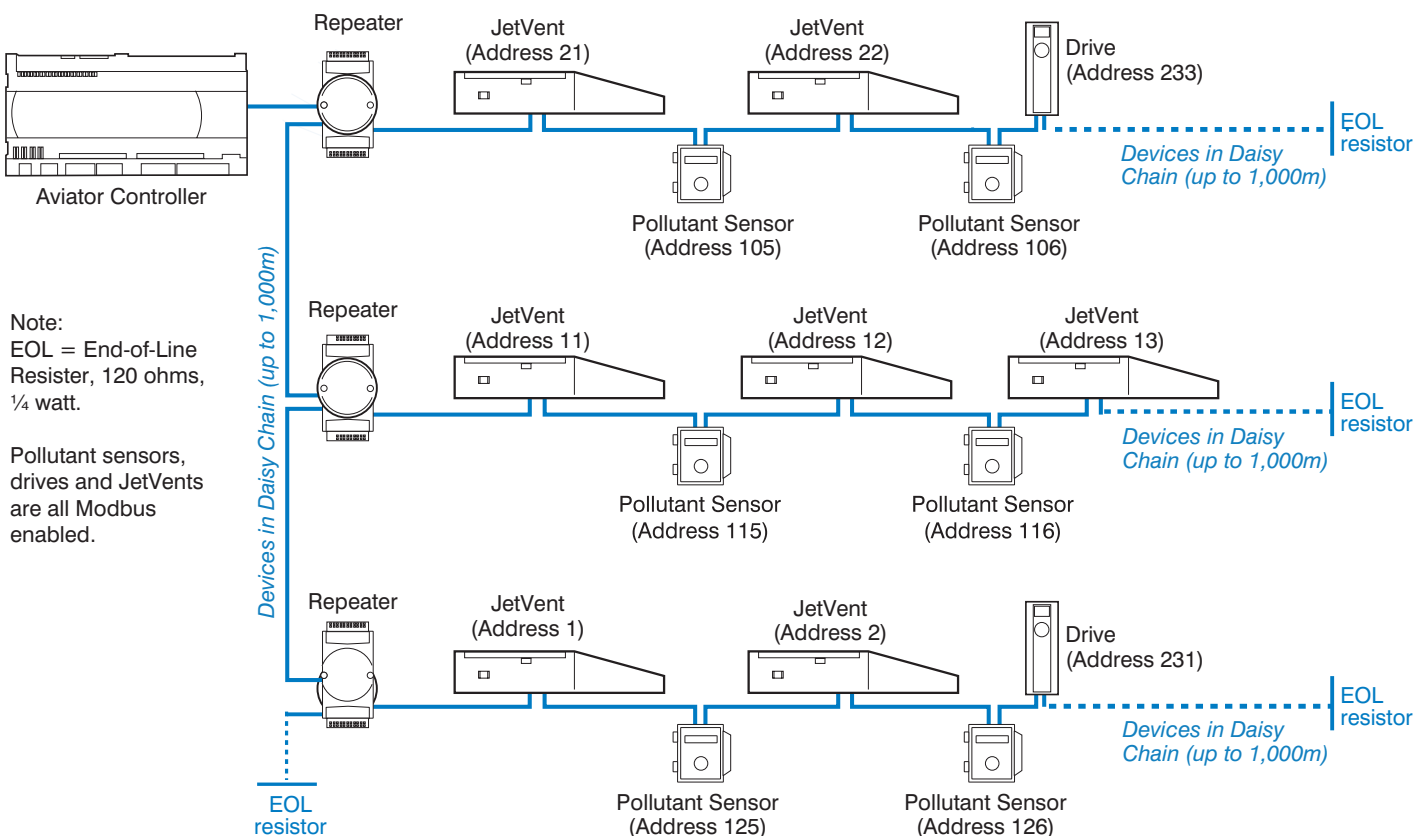 Repeater
JetVent
(Address 21)
JetVent
(Address 22)
Drive
(Address 233)
EOL
resistor
Devices in Daisy
Chain (up to 1,000m)
Aviator Controller
Pollutant Sensor
(Address 105)
Pollutant Sensor
(Address 106)
Devices in Daisy Chain (up to 1,000m)
Note:
EOL = End-of-Line
Resister, 120 ohms,
¼ watt.
Pollutant sensors,
drives and JetVents
are all Modbus
enabled.
Repeater
JetVent
(Address 11)
JetVent
(Address 12)
JetVent
(Address 13)
EOL
resistor
Devices in Daisy
Chain (up to 1,000m)
Pollutant Sensor
(Address 115)
Pollutant Sensor
(Address 116)
Repeater
JetVent
(Address 1)
JetVent
(Address 2)
Drive
(Address 231)
EOL
resistor
Devices in Daisy
Chain (up to 1,000m)
EOL
resistor
Pollutant Sensor
(Address 125)
Pollutant Sensor
(Address 126)